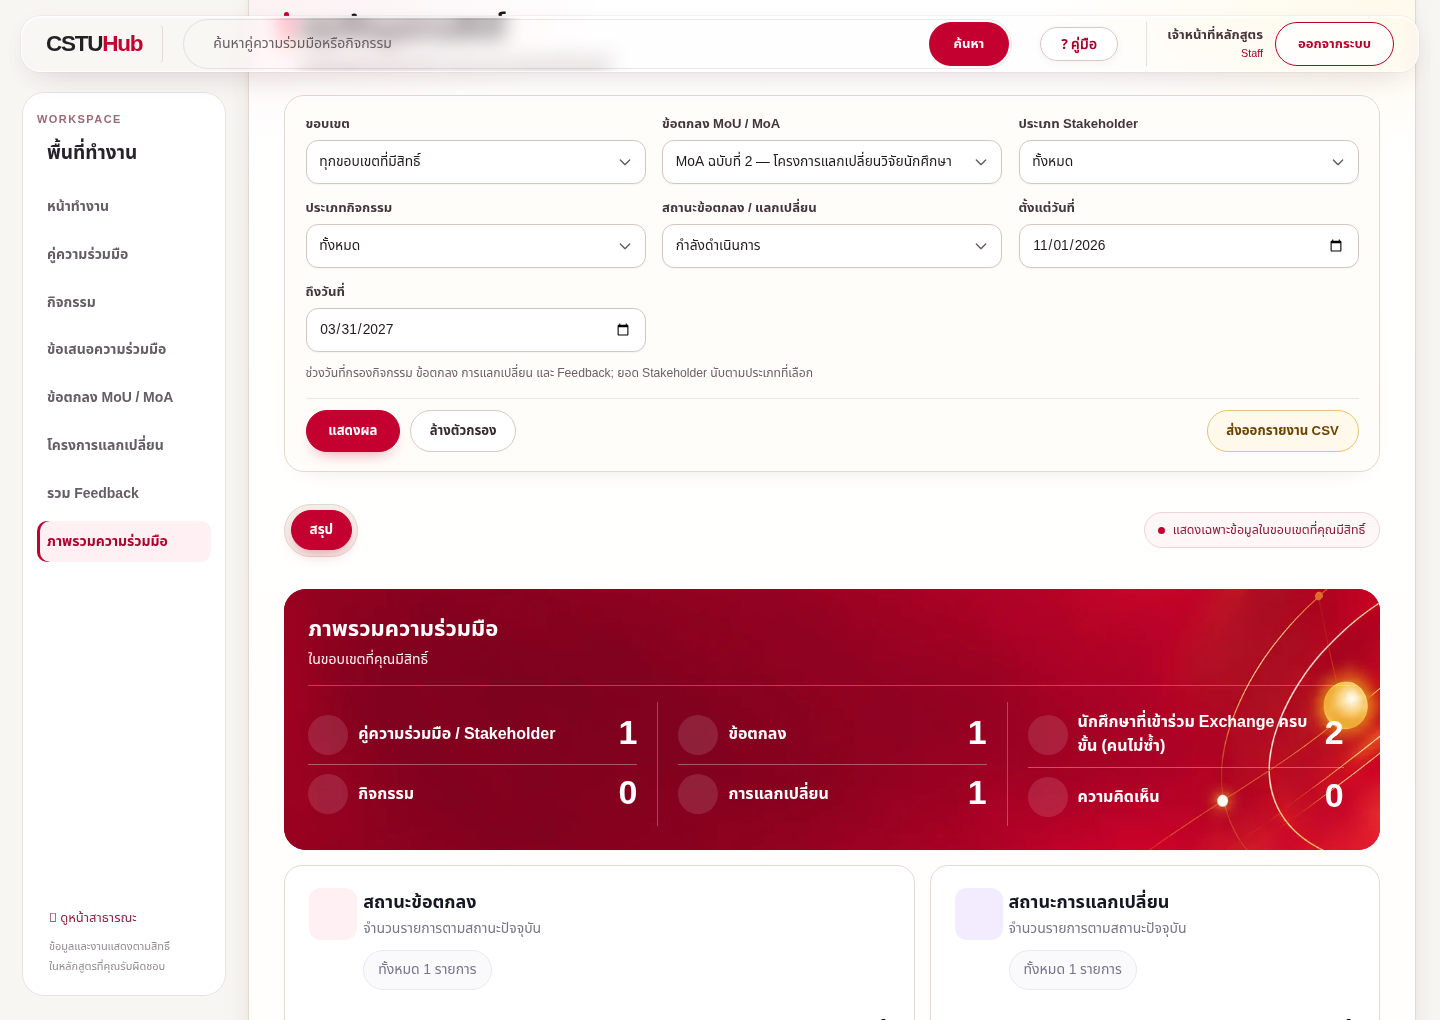 CSTUHub
ค้นหาคู่ความร่วมมือหรือกิจกรรม
ค้นหา
? คู่มือ
เจ้าหน้าที่หลักสูตร
Staff
ออกจากระบบ
WORKSPACE
พื้นที่ทำงาน
หน้าทำงาน
คู่ความร่วมมือ
กิจกรรม
ข้อเสนอความร่วมมือ
ข้อตกลง MoU / MoA
โครงการแลกเปลี่ยน
รวม Feedback
ภาพรวมความร่วมมือ
ดูหน้าสาธารณะ
ข้อมูลและงานแสดงตามสิทธิ์
ในหลักสูตรที่คุณรับผิดชอบ
ขอบเขต
ข้อตกลง MoU / MoA
ประเภท Stakeholder
ทุกขอบเขตที่มีสิทธิ์
MoA ฉบับที่ 2 — โครงการแลกเปลี่ยนวิจัยนักศึกษา
ทั้งหมด
ประเภทกิจกรรม
สถานะข้อตกลง / แลกเปลี่ยน
ตั้งแต่วันที่
ทั้งหมด
กำลังดำเนินการ
11/01/2026
ถึงวันที่
03/31/2027
ช่วงวันที่กรองกิจกรรม ข้อตกลง การแลกเปลี่ยน และ Feedback; ยอด Stakeholder นับตามประเภทที่เลือก
แสดงผล
ล้างตัวกรอง
ส่งออกรายงาน CSV
สรุป
แสดงเฉพาะข้อมูลในขอบเขตที่คุณมีสิทธิ์
ภาพรวมความร่วมมือ
ในขอบเขตที่คุณมีสิทธิ์
คู่ความร่วมมือ / Stakeholder 1
ข้อตกลง 1
นักศึกษาที่เข้าร่วม Exchange ครบ
ขั้น (คนไม่ซ้ำ) 2
กิจกรรม 0
การแลกเปลี่ยน 1
ความคิดเห็น 0
สถานะข้อตกลง
จำนวนรายการตามสถานะปัจจุบัน
ทั้งหมด 1 รายการ
สถานะการแลกเปลี่ยน
จำนวนรายการตามสถานะปัจจุบัน
ทั้งหมด 1 รายการ